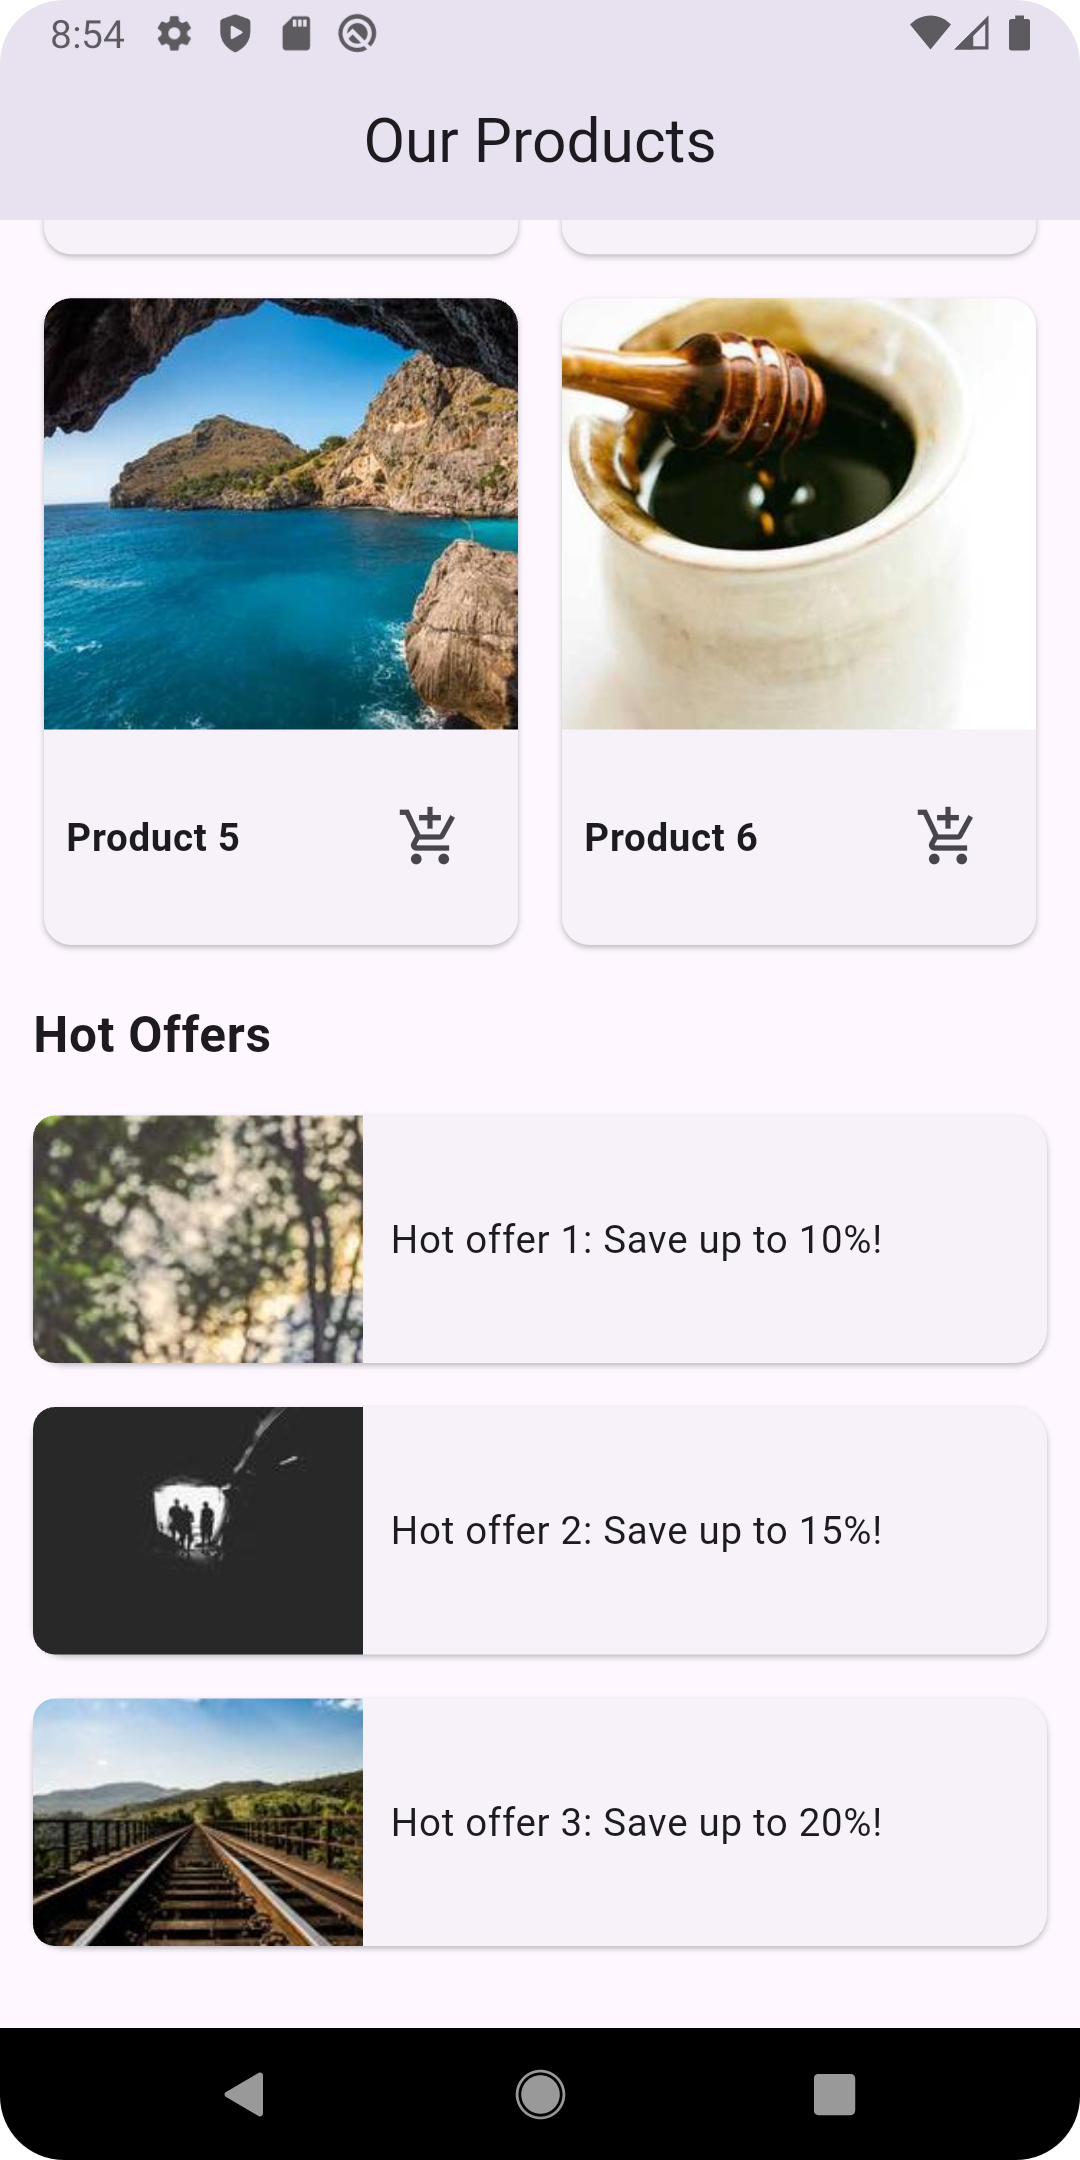 8:54
Our Products
Product 5
Product 6
Hot Offers
Hot offer 1: Save up to 10%!
Hot offer 2: Save up to 15%!
Hot offer 3: Save up to 20%!